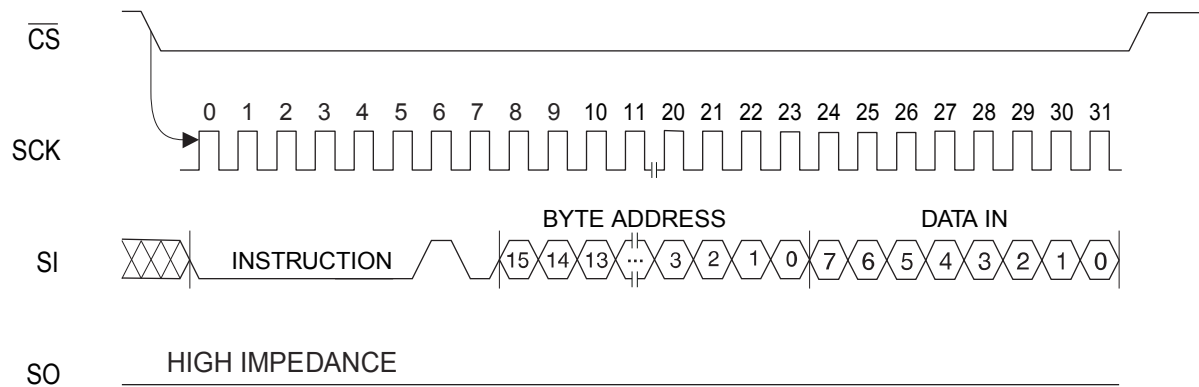 CS
0 1 2 3 4 5 6 7 8 9 10 11 20 21 22 23 24 25 26 27 28 29 30 31
SCK
BYTE ADDRESS DATA IN
SI INSTRUCTION 15 14 13 ... 3 2 1 0 7 6 5 4 3 2 1 0
HIGH IMPEDANCE
SO